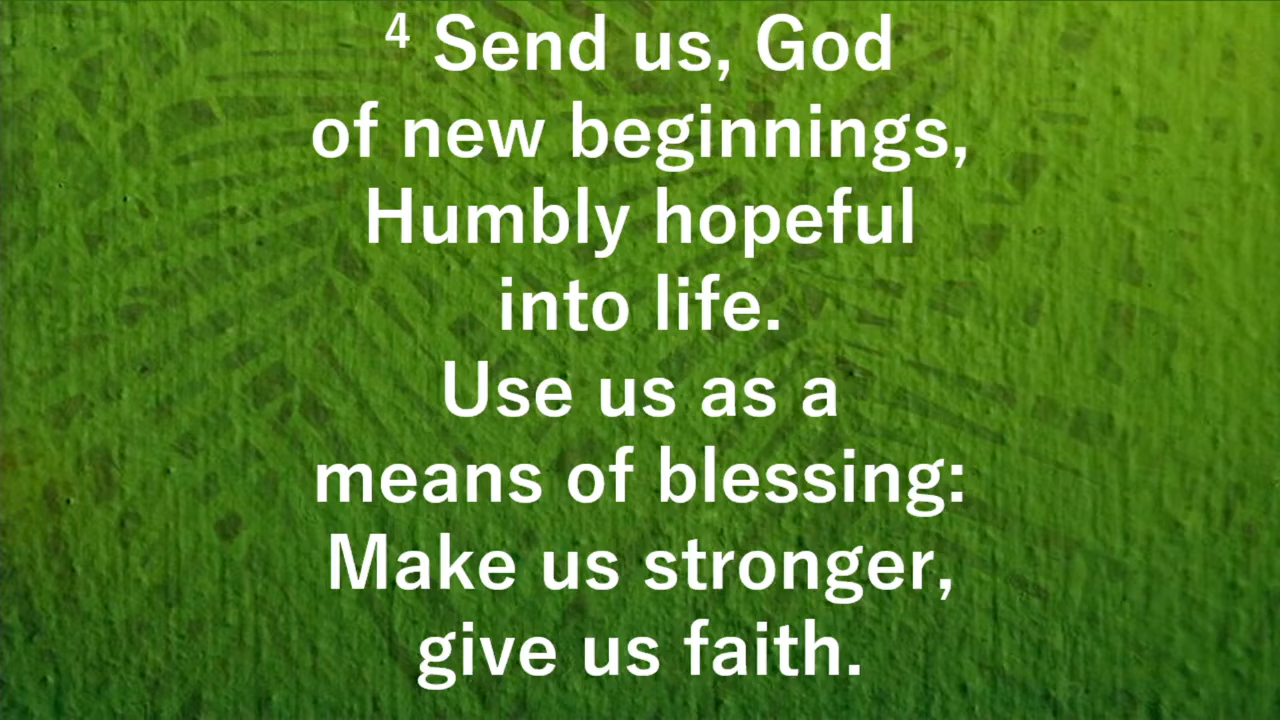 ⁴ Send us, God
of new beginnings,
Humbly hopeful
into life.
Use us as a
means of blessing:
Make us stronger,
give us faith.